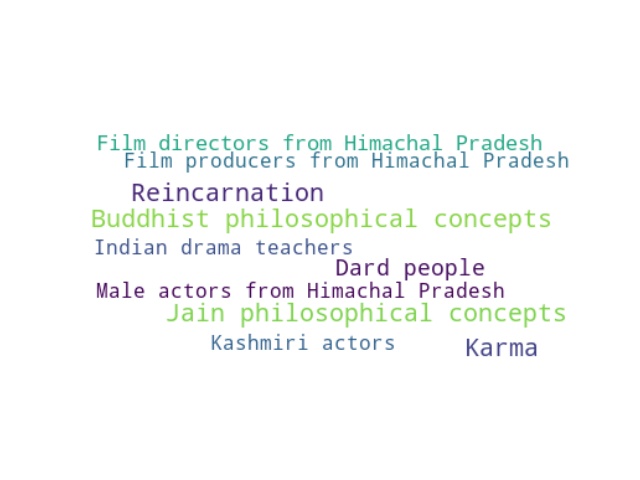 Film directors from Himachal Pradesh
Film producers from Himachal Pradesh
Reincarnation
Buddhist philosophical concepts
Indian drama teachers
Dard people
Male actors from Himachal Pradesh
Jain philosophical concepts
Kashmiri actors
Karma